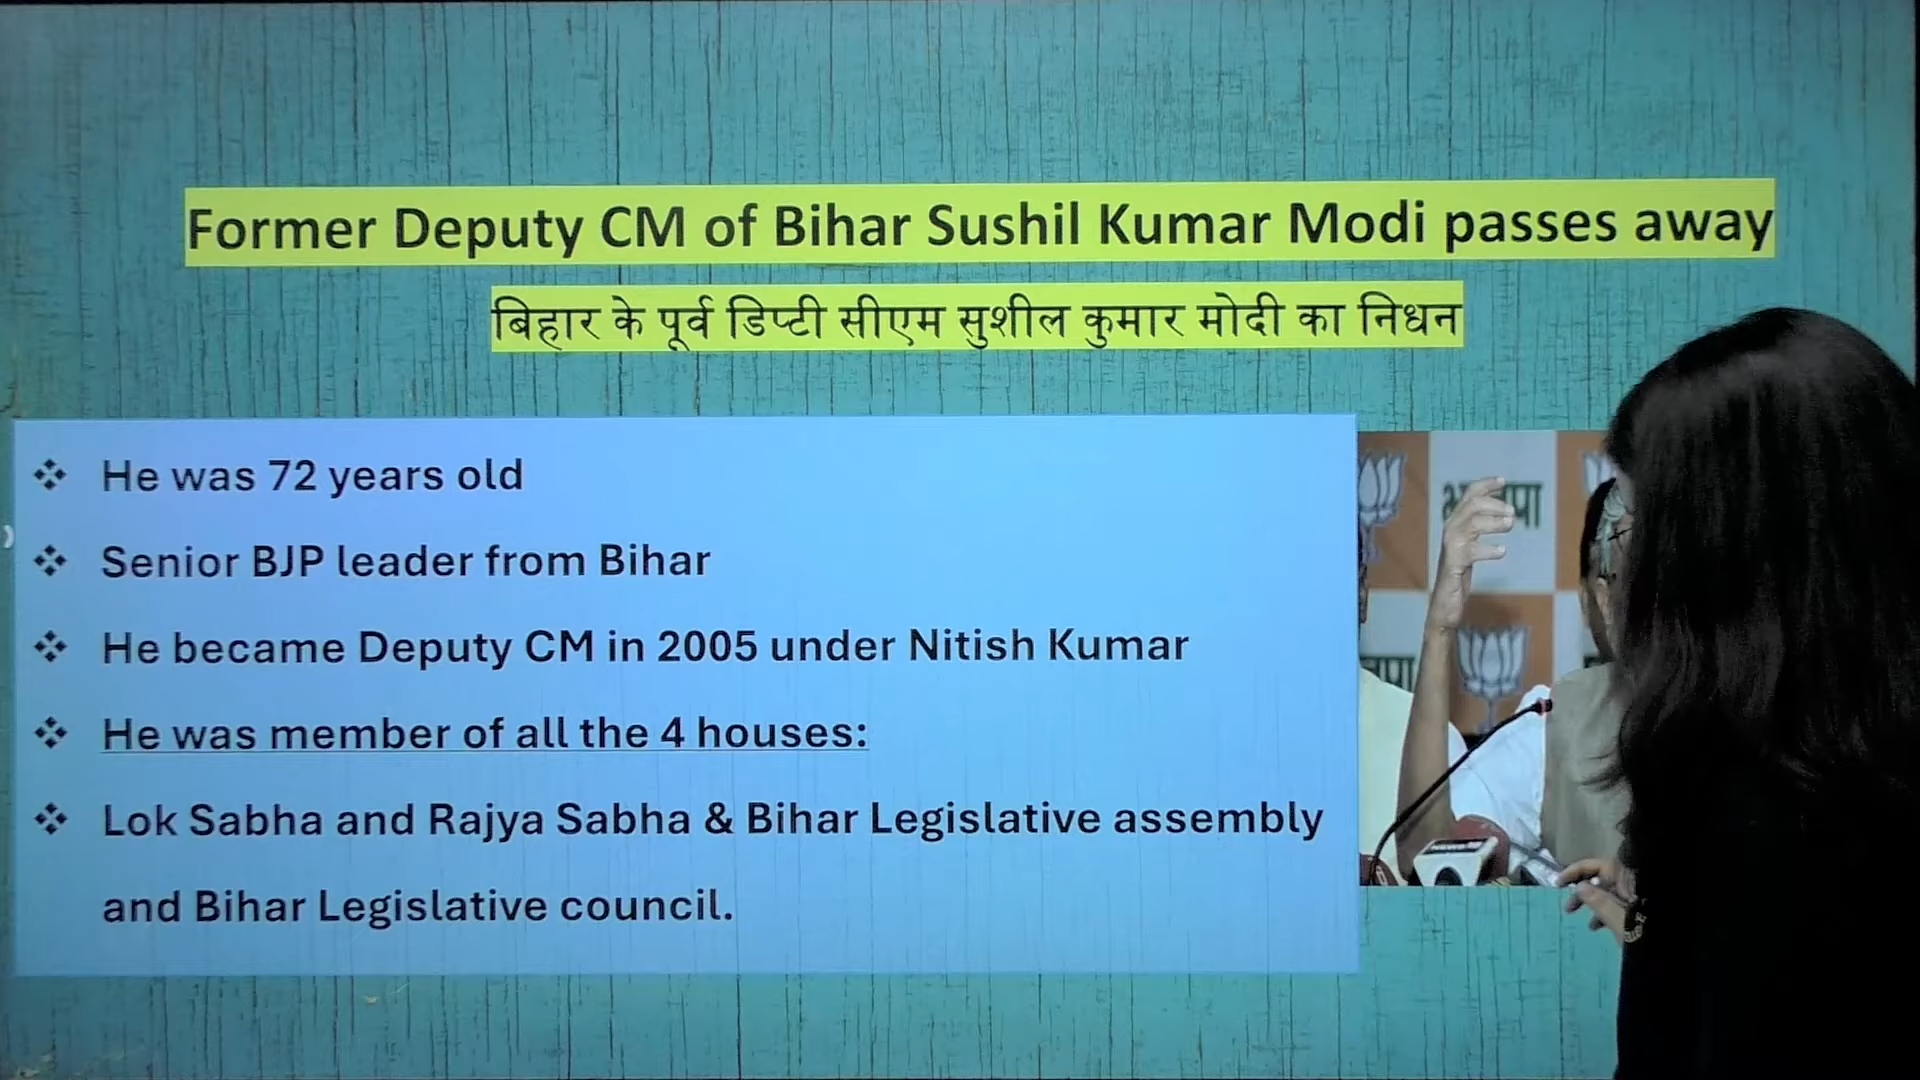 Former Deputy CM of Bihar Sushil Kumar Modi passes away
बिहार के पूर्व डिप्टी सीएम सुशील कुमार मोदी का निधन
He was 72 years old
Senior BJP leader from Bihar
He became Deputy CM in 2005 under Nitish Kumar
He was member of all the 4 houses:
Lok Sabha and Rajya Sabha & Bihar Legislative assembly
and Bihar Legislative council.